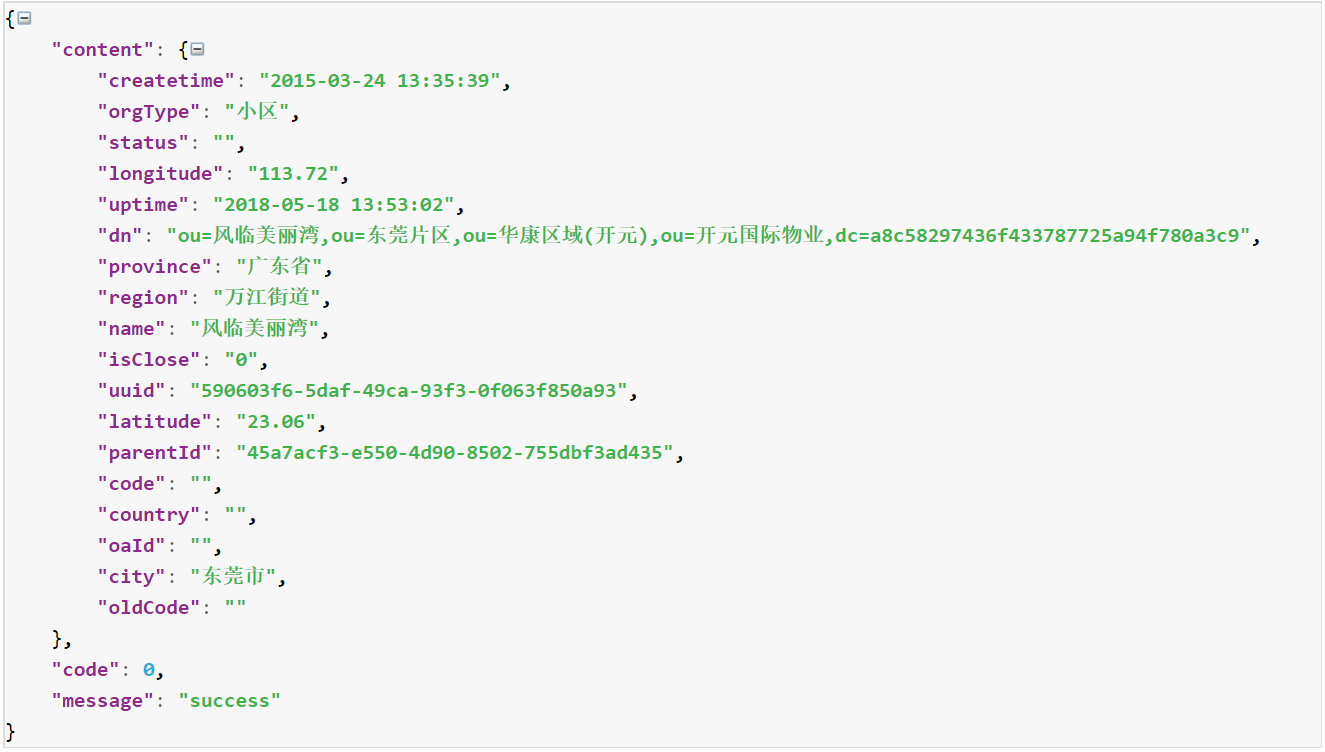 {
"content": {
"createtime": "2015-03-24 13:35:39",
"orgType": "小区",
"status": "",
"longitude": "113.72",
"uptime": "2018-05-18 13:53:02",
"dn": "ou=风临美丽湾,ou=东莞片区,ou=华康区域(开元),ou=开元国际物业,dc=a8c58297436f433787725a94f780a3c9",
"province": "广东省",
"region": "万江街道",
"name": "风临美丽湾",
"isClose": "0",
"uuid": "590603f6-5daf-49ca-93f3-0f063f850a93",
"latitude": "23.06",
"parentId": "45a7acf3-e550-4d90-8502-755dbf3ad435",
"code": "",
"country": "",
"oaId": "",
"city": "东莞市",
"oldCode": ""
},
"code": 0,
"message": "success"
}